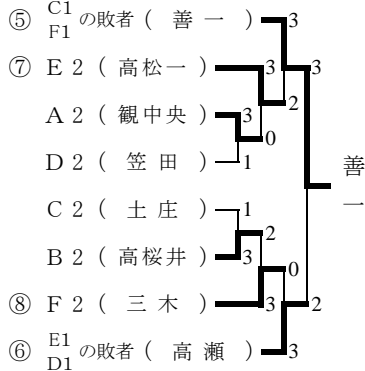 ⑤ C1 F1 の敗者 ( 善 一 ) 3
⑦ E 2 ( 高松一 ) 3 3
2
A 2 ( 観中央 ) 3
0
D 2 ( 笠 田 ) 1
善一
C 2 ( 土 庄 ) 1
2
B 2 ( 高桜井 ) 3
0
⑧ F 2 ( 三 木 ) 3 2
⑥ E1 D1 の敗者 ( 高 瀬 ) 3